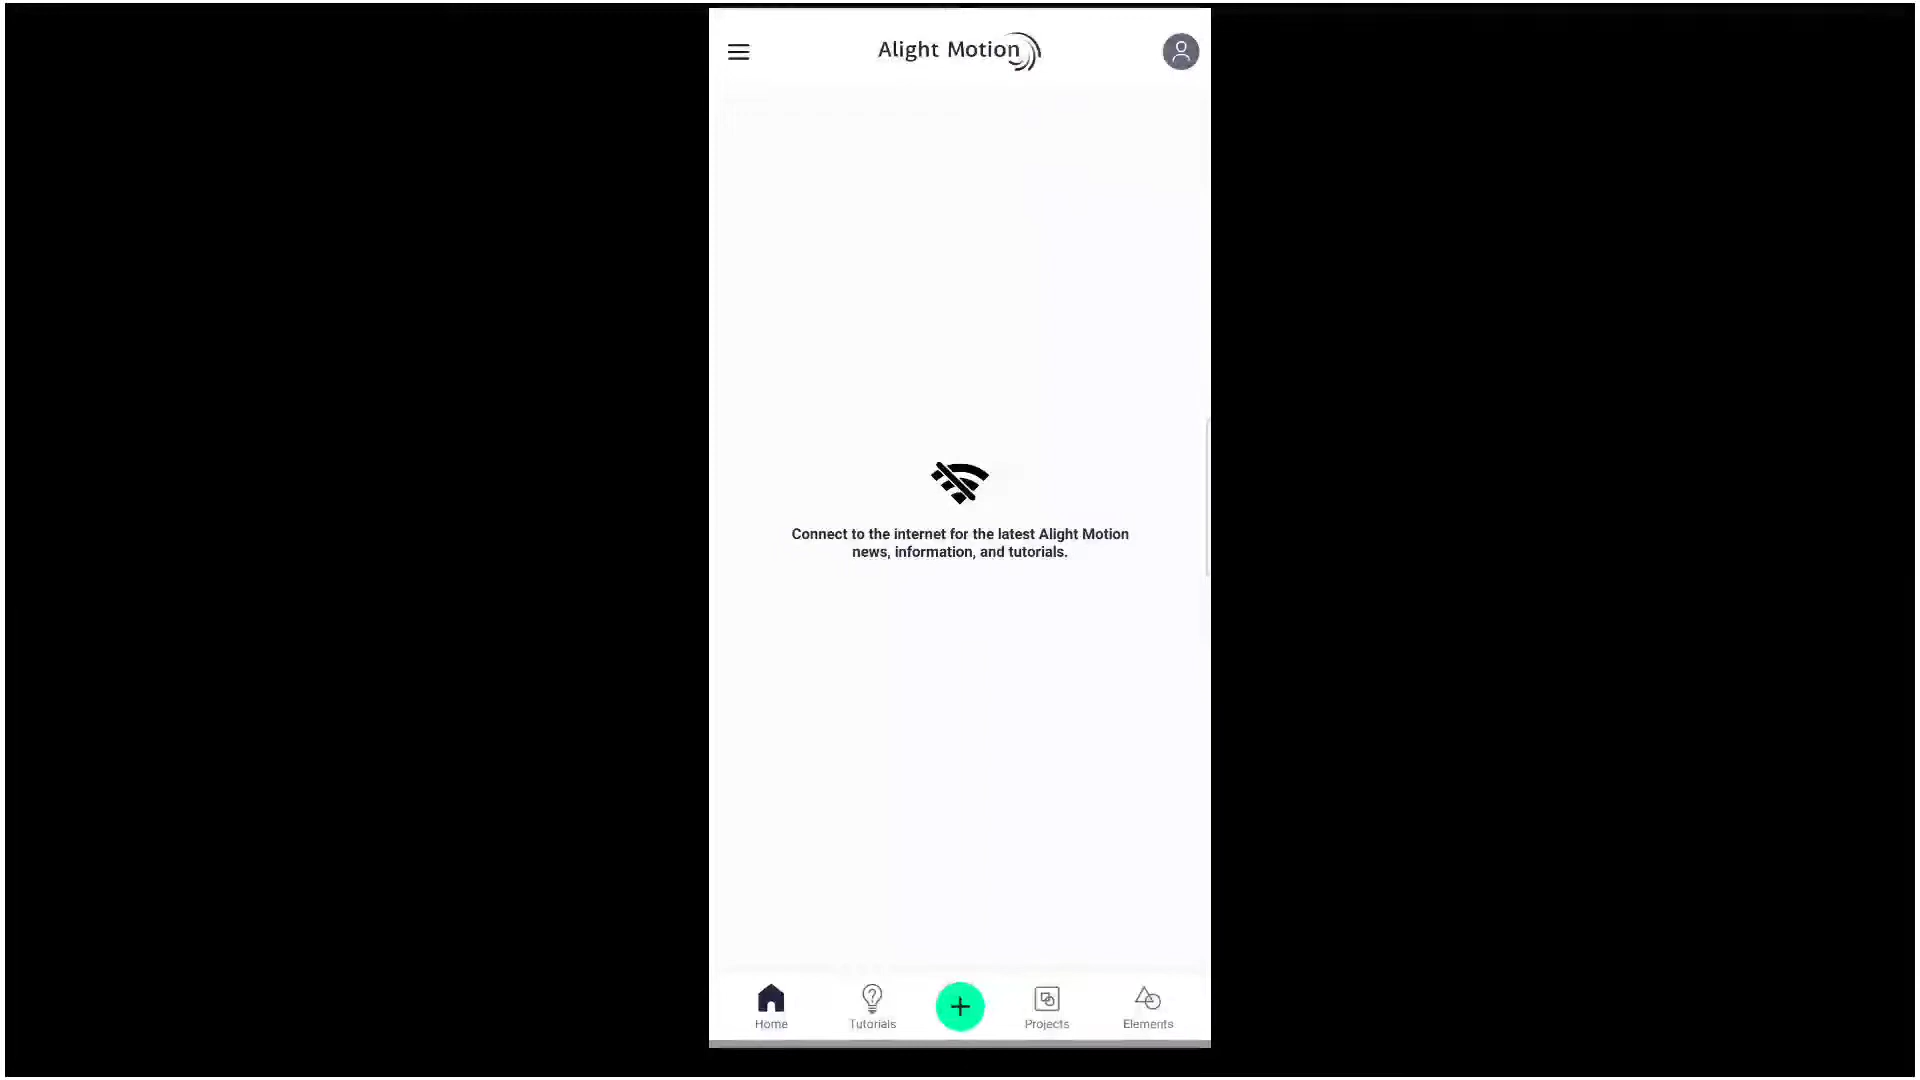 Alight Motion
Connect to the internet for the latest Alight Motion
news, information, and tutorials.
Home
Tutorials
Projects
Elements